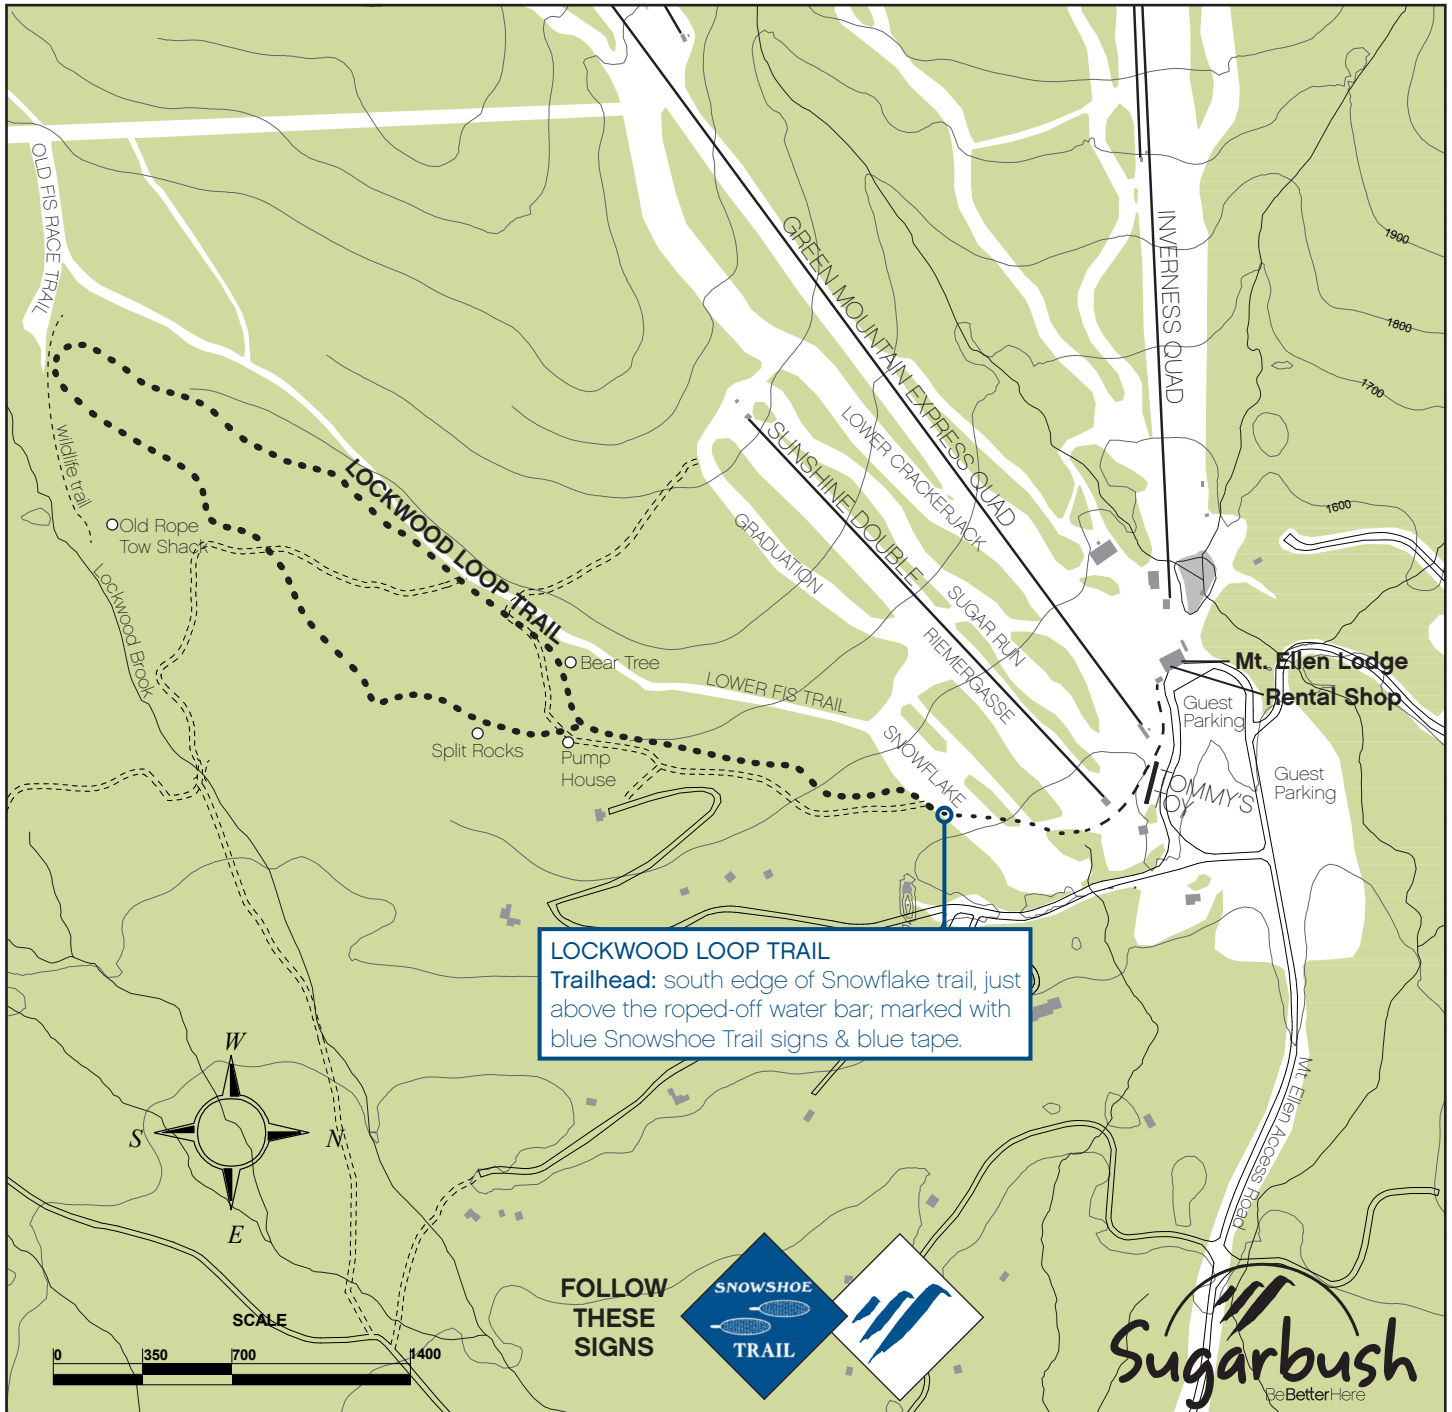 OLD FIS RACE TRAIL
GREEN MOUNTAIN EXPRESS QUAD
INVERNESS QUAD
1900
1800
1700
1600
LOWER CRACKERJACK
SUNSHINE DOUBLE
GRADUATION
SUGAR RUN
RIEMERGASSE
wildlife trail
Old Rope
Tow Shack
LOCKWOOD LOOP TRAIL
Lockwood Brook
Bear Tree
LOWER FIS TRAIL
SNOWFLAKE
Mt. Ellen Lodge
Rental Shop
Guest
Parking
Guest
Parking
TOMMY'S
TOY
Split Rocks
Pump
House
LOCKWOOD LOOP TRAIL
Trailhead: south edge of Snowflake trail, just
above the roped-off water bar; marked with
blue Snowshoe Trail signs & blue tape.
Mt. Ellen Access Road
W
S
N
E
SCALE
0 350 700 1400
FOLLOW
THESE
SIGNS
SNOWSHOE
TRAIL
Sugarbush
BeBetterHere